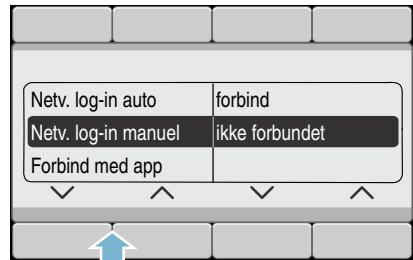 Netv. log-in auto forbind
Netv. log-in manuel ikke forbundet
Forbind med app